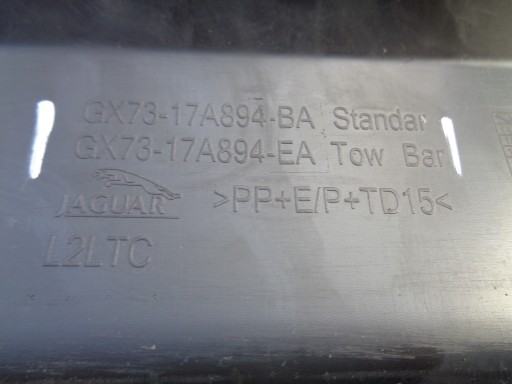 GX73-17A894-BA Standar
GX73-17A894-EA Tow Bar
JAGUAR >PP+E/P+TD15<
L2LTC